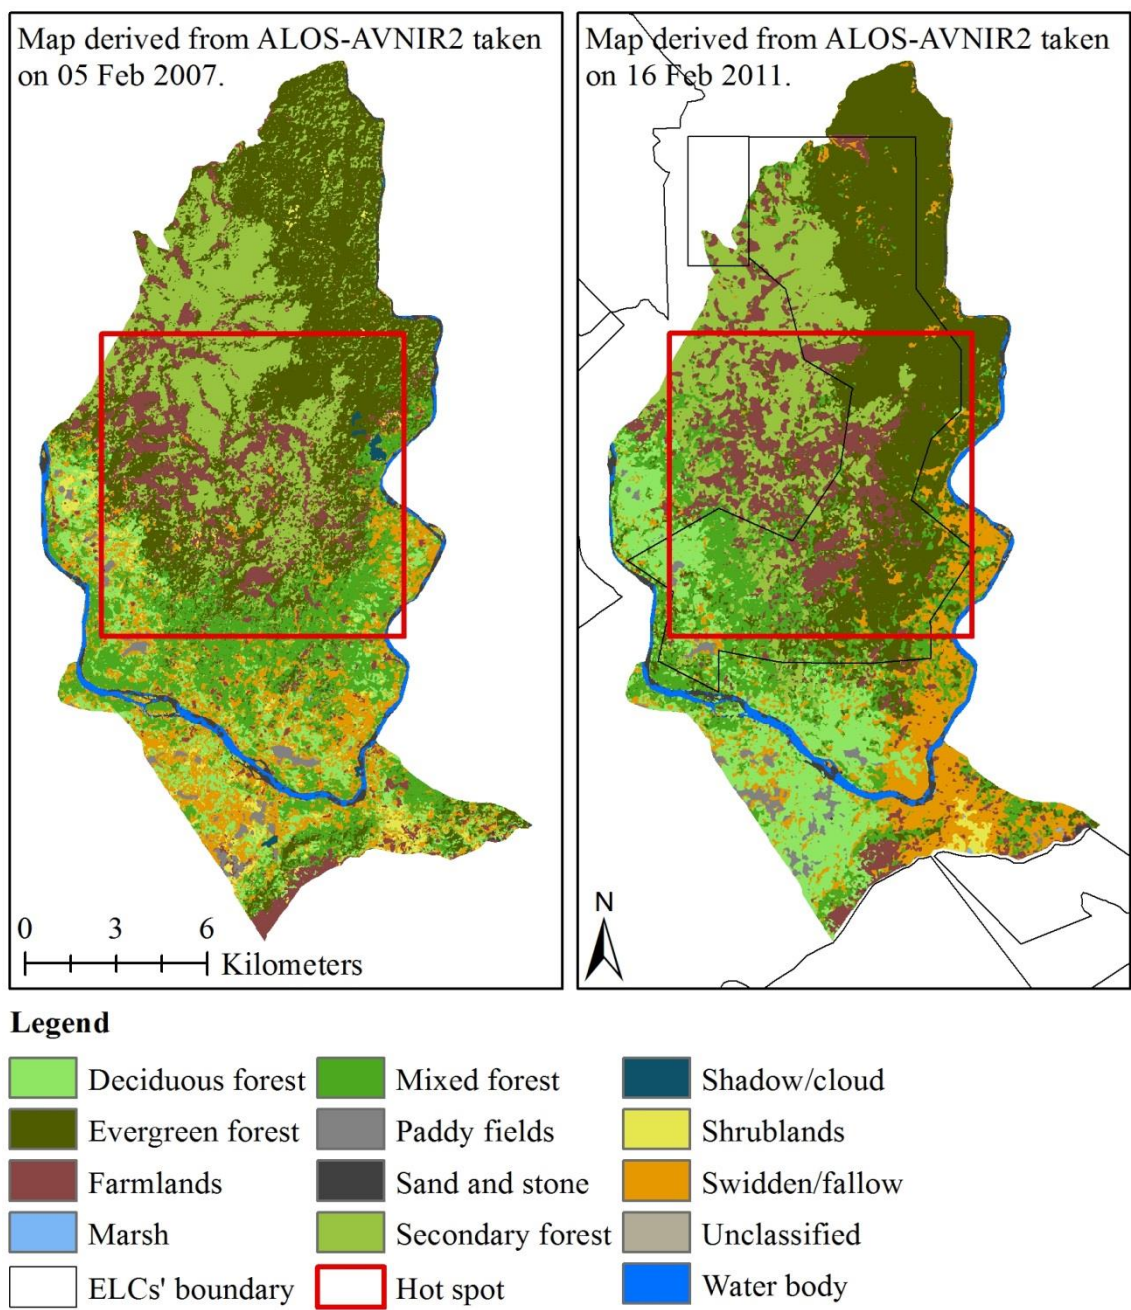 Map derived from ALOS-AVNIR2 taken
on 05 Feb 2007.
Map derived from ALOS-AVNIR2 taken
on 16 Feb 2011.
0 3 6
Kilometers
N
Legend
Deciduous forest
Mixed forest
Shadow/cloud
Evergreen forest
Paddy fields
Shrublands
Farmlands
Sand and stone
Swidden/fallow
Marsh
Secondary forest
Unclassified
ELCs' boundary
Hot spot
Water body